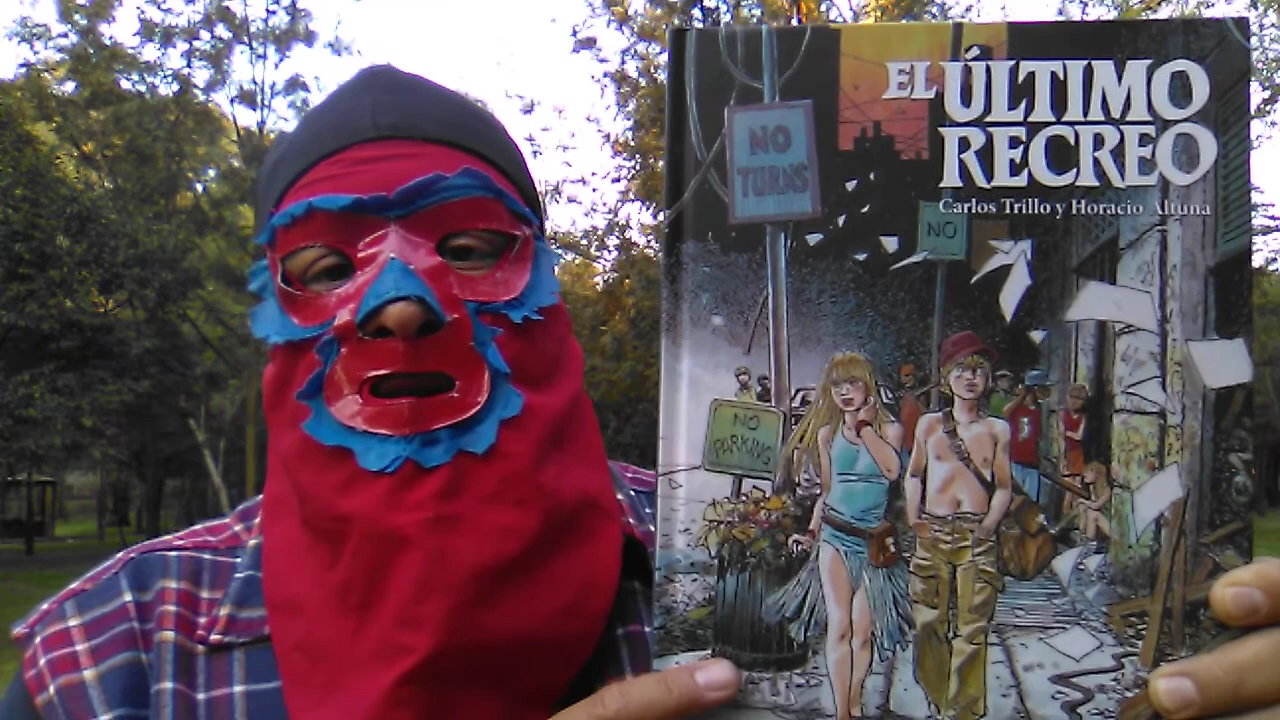 EL ÚLTIMO
RECREO
Carlos Trillo y Horacio Altuna
NO
TURNS
NO
NO
PARKING